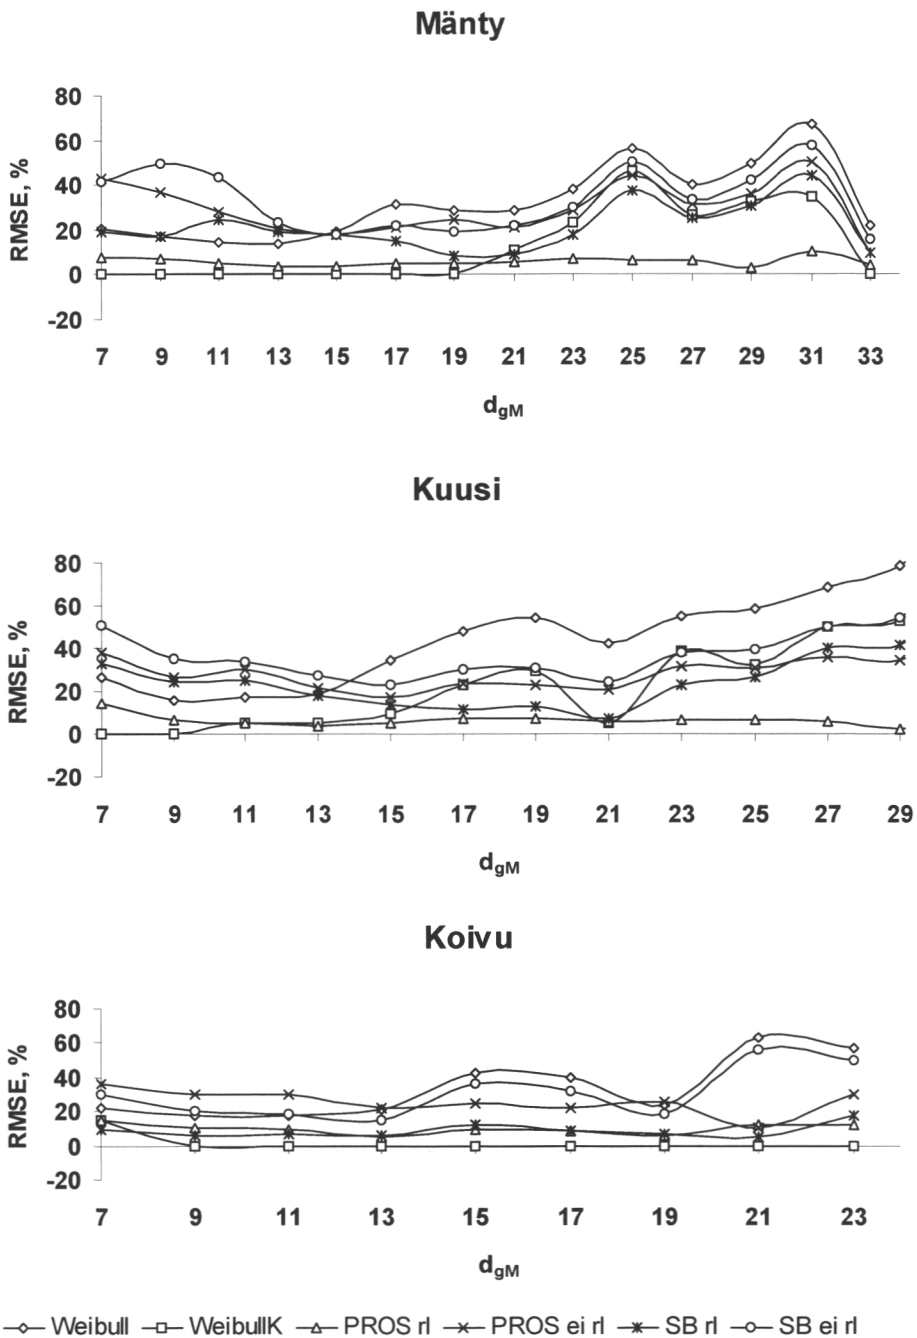 Mänty
80
60
40
20
0
-20
RMSE, %
7 9 11 13 15 17 19 21 23 25 27 29 31 33
dgM
Kuusi
80
60
40
20
0
-20
RMSE, %
7 9 11 13 15 17 19 21 23 25 27 29
dgM
Koivu
80
60
40
20
0
-20
RMSE, %
7 9 11 13 15 17 19 21 23
dgM
Weibull WeibullK PROS rl PROS ei rl SB rl SB ei rl